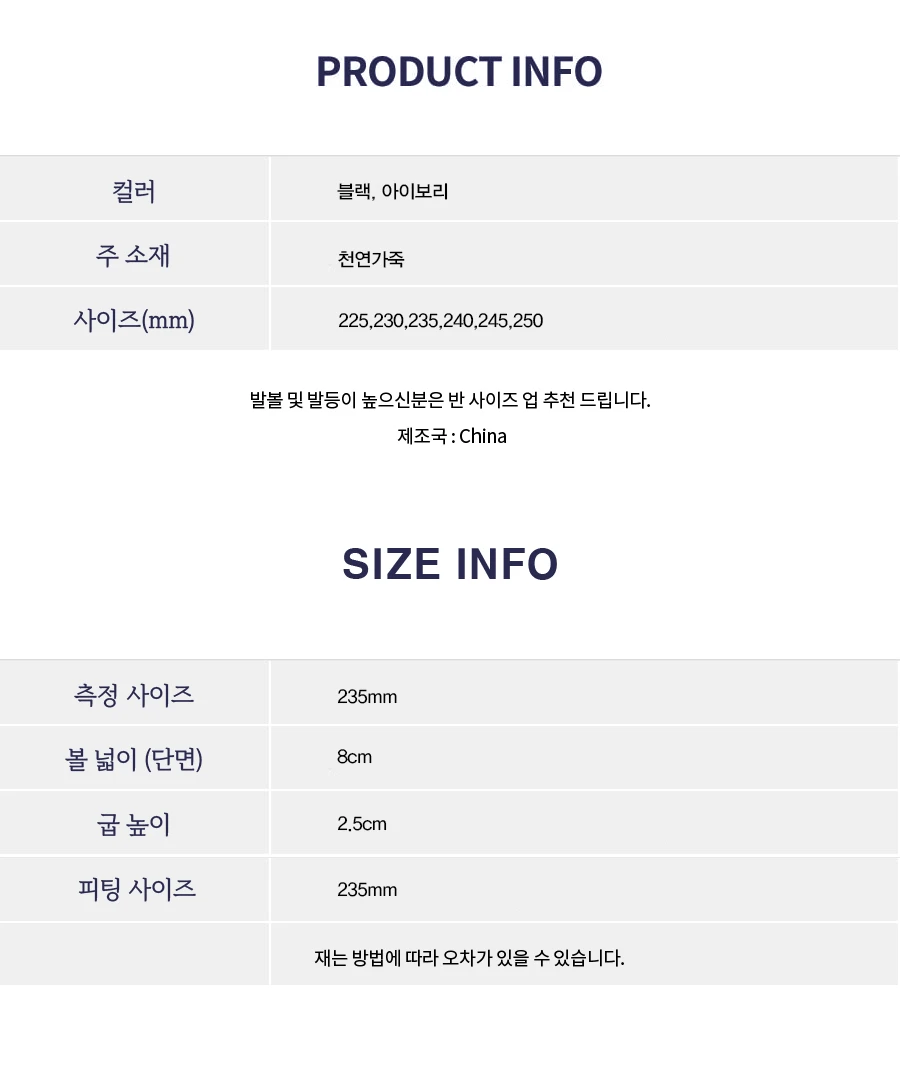 PRODUCT INFO
컬러 블랙, 아이보리
주 소재 천연가죽
사이즈(mm) 225,230,235,240,245,250
발볼 및 발등이 높으신분은 반 사이즈 업 추천 드립니다.
제조국 : China
SIZE INFO
측정 사이즈 235mm
볼 넓이 (단면) 8cm
굽 높이 2.5cm
피팅 사이즈 235mm
재는 방법에 따라 오차가 있을 수 있습니다.